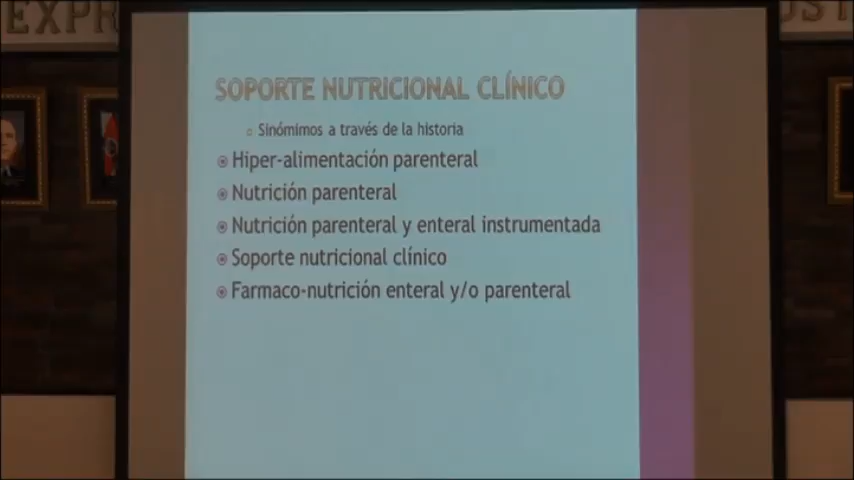 EXPR
SOPORTE NUTRICIONAL CLÍNICO
Sinómimos a través de la historia
Hiper-alimentación parenteral
Nutrición parenteral
Nutrición parenteral y enteral instrumentada
Soporte nutricional clínico
Farmaco-nutrición enteral y/o parenteral